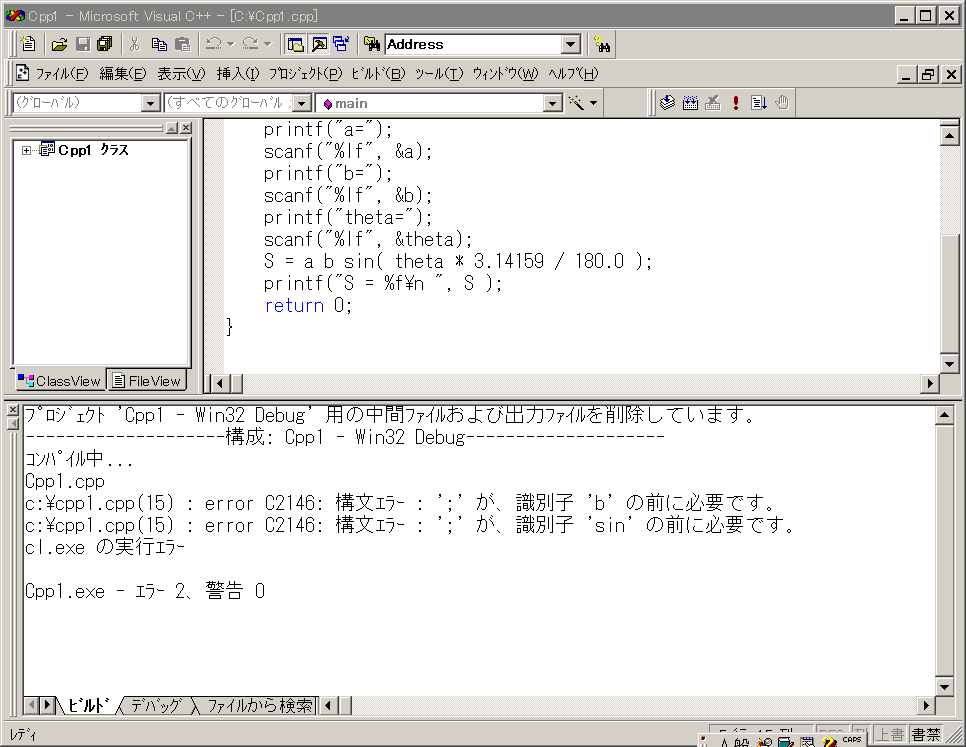 Cpp1 - Microsoft Visual C++ - [C:¥Cpp1.cpp]
Address
ﾌｧｲﾙ(F) 編集(E) 表示(V) 挿入(I) ﾌﾟﾛｼﾞｪｸﾄ(P) ﾋﾞﾙﾄﾞ(B) ﾂｰﾙ(T) ｳｨﾝﾄﾞｳ(W) ﾍﾙﾌﾟ(H)
(ｸﾞﾛｰﾊﾞﾙ) (すべてのｸﾞﾛｰﾊﾞﾙ main
Cpp1 ｸﾗｽ
ClassView FileView
printf("a=");
scanf("%lf", &a);
printf("b=");
scanf("%lf", &b);
printf("theta=");
scanf("%lf", &theta);
S = a b sin( theta * 3.14159 / 180.0 );
printf("S = %f¥n ", S );
return 0;
}
ﾌﾟﾛｼﾞｪｸﾄ 'Cpp1 - Win32 Debug' 用の中間ﾌｧｲﾙおよび出力ﾌｧｲﾙを削除しています。
--------------------構成: Cpp1 - Win32 Debug--------------------
ｺﾝﾊﾟｲﾙ中...
Cpp1.cpp
c:¥cpp1.cpp(15) : error C2146: 構文ｴﾗｰ : ';' が、識別子 'b' の前に必要です。
c:¥cpp1.cpp(15) : error C2146: 構文ｴﾗｰ : ';' が、識別子 'sin' の前に必要です。
cl.exe の実行ｴﾗｰ
Cpp1.exe - ｴﾗｰ 2、警告 0
ﾋﾞﾙﾄﾞ ﾃﾞﾊﾞｯｸﾞ ﾌｧｲﾙから検索
ﾚﾃﾞｨ 上書 書禁
A 般 CAPS